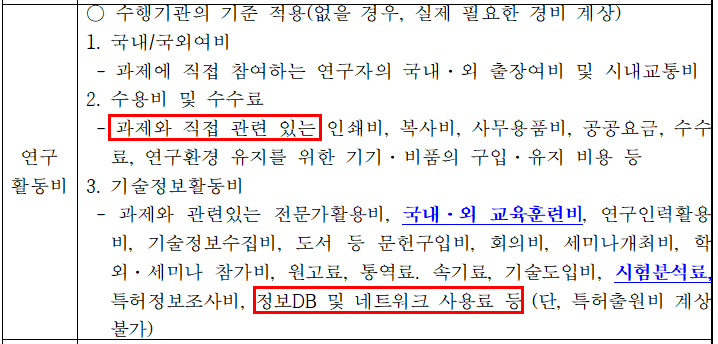 ○ 수행기관의 기준 적용(없을 경우, 실제 필요한 경비 계상)
1. 국내/국외여비
- 과제에 직접 참여하는 연구자의 국내·외 출장여비 및 시내교통비
2. 수용비 및 수수료
- 과제와 직접 관련 있는 인쇄비, 복사비, 사무용품비, 공공요금, 수수
료, 연구환경 유지를 위한 기기·비품의 구입·유지 비용 등
연구
활동비
3. 기술정보활동비
- 과제와 관련있는 전문가활용비, 국내·외 교육훈련비, 연구인력활용
비, 기술정보수집비, 도서 등 문헌구입비, 회의비, 세미나개최비, 학
외·세미나 참가비, 원고료, 통역료. 속기료, 기술도입비, 시험분석료,
특허정보조사비, 정보DB 및 네트워크 사용료 등 (단, 특허출원비 계상
불가)